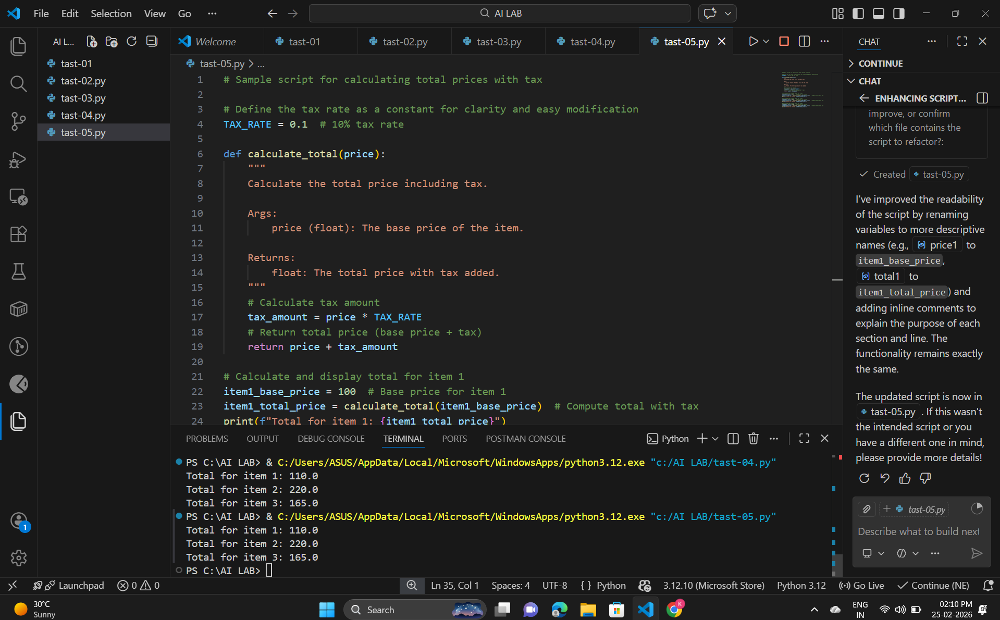 File Edit Selection View Go ···
AI LAB
AI L...
tast-01
tast-02.py
tast-03.py
tast-04.py
tast-05.py
Welcome
tast-01
tast-02.py
tast-03.py
tast-04.py
tast-05.py
tast-05.py > ...
1 # Sample script for calculating total prices with tax
2
3 # Define the tax rate as a constant for clarity and easy modification
4 TAX_RATE = 0.1  # 10% tax rate
5
6 def calculate_total(price):
7 """
8 Calculate the total price including tax.
9
10 Args:
11 price (float): The base price of the item.
12
13 Returns:
14 float: The total price with tax added.
15 """
16 # Calculate tax amount
17 tax_amount = price * TAX_RATE
18 # Return total price (base price + tax)
19 return price + tax_amount
20
21 # Calculate and display total for item 1
22 item1_base_price = 100  # Base price for item 1
23 item1_total_price = calculate_total(item1_base_price)  # Compute total with tax
24 print(f"Total for item 1: {item1_total_price}")
PROBLEMS OUTPUT DEBUG CONSOLE TERMINAL PORTS POSTMAN CONSOLE
Python
PS C:\AI LAB> & C:/Users/ASUS/AppData/Local/Microsoft/WindowsApps/python3.12.exe "c:/AI LAB/tast-04.py"
Total for item 1: 110.0
Total for item 2: 220.0
Total for item 3: 165.0
PS C:\AI LAB> & C:/Users/ASUS/AppData/Local/Microsoft/WindowsApps/python3.12.exe "c:/AI LAB/tast-05.py"
Total for item 1: 110.0
Total for item 2: 220.0
Total for item 3: 165.0
PS C:\AI LAB>
CHAT
CONTINUE
CHAT
ENHANCING SCRIPT...
improve, or confirm
which file contains the
script to refactor?:
Created tast-05.py
I've improved the readability
of the script by renaming
variables to more descriptive
names (e.g., price1 to
item1_base_price,
total1 to
item1_total_price) and
adding inline comments to
explain the purpose of each
section and line. The
functionality remains exactly
the same.
The updated script is now in
tast-05.py. If this wasn't
the intended script or you
have a different one in mind,
please provide more details!
+ tast-05.py
Describe what to build next
1
Launchpad 0 0
Ln 35, Col 1 Spaces: 4 UTF-8 { } Python 3.12.10 (Microsoft Store) Python 3.12 Go Live Continue (NE)
30°C
Sunny
Search
K
ENG
IN
02:10 PM
25-02-2026